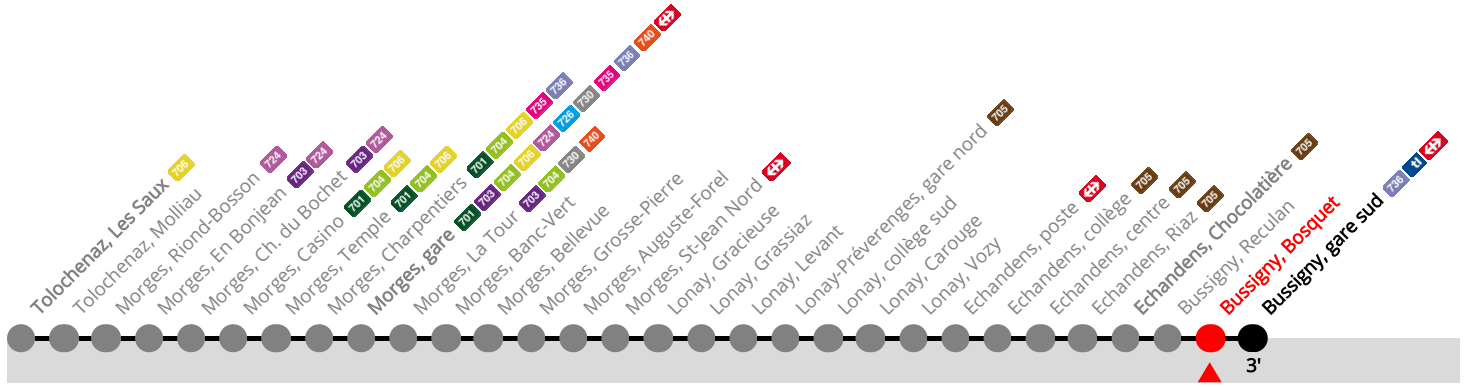 Tolochenaz, Les Saux 706
Tolochenaz, Molliau
Morges, Riond-Bosson 724
Morges, En Bonjean 703 724
Morges, Ch. du Bochet 703 724
Morges, Casino 701 704 706
Morges, Temple 701 704 706
Morges, Charpentiers 701 704 706 735 736
Morges, gare 701 703 704 706 724 726 730 735 736 740
Morges, La Tour 703 704 730 740
Morges, Banc-Vert
Morges, Bellevue
Morges, Grosse-Pierre
Morges, Auguste-Forel
Morges, St-Jean Nord
Lonay, Gracieuse
Lonay, Grassiaz
Lonay, Levant
Lonay-Préverenges, gare nord 705
Lonay, collège sud
Lonay, Carouge
Lonay, Vozy
Echandens, poste
Echandens, collège 705
Echandens, centre 705
Echandens, Riaz 705
Echandens, Chocolatière 705
Bussigny, Reculan
Bussigny, Bosquet
Bussigny, gare sud 736 tl
3'